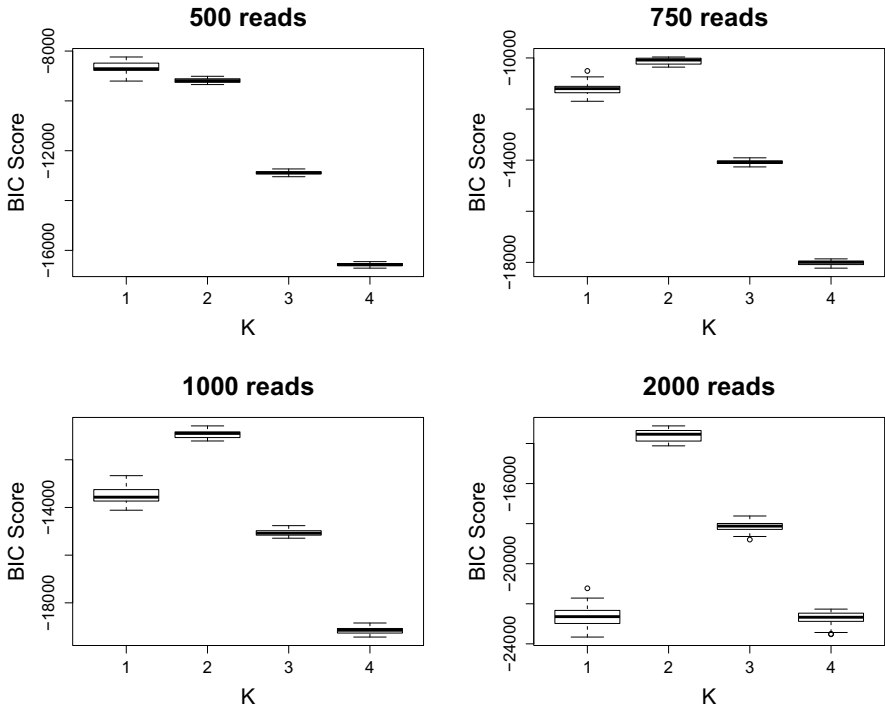 500 reads
BIC Score
−8000
−12000
−16000
1 2 3 4
K
750 reads
BIC Score
−10000
−14000
−18000
1 2 3 4
K
1000 reads
BIC Score
−14000
−18000
1 2 3 4
K
2000 reads
BIC Score
−16000
−20000
−24000
1 2 3 4
K